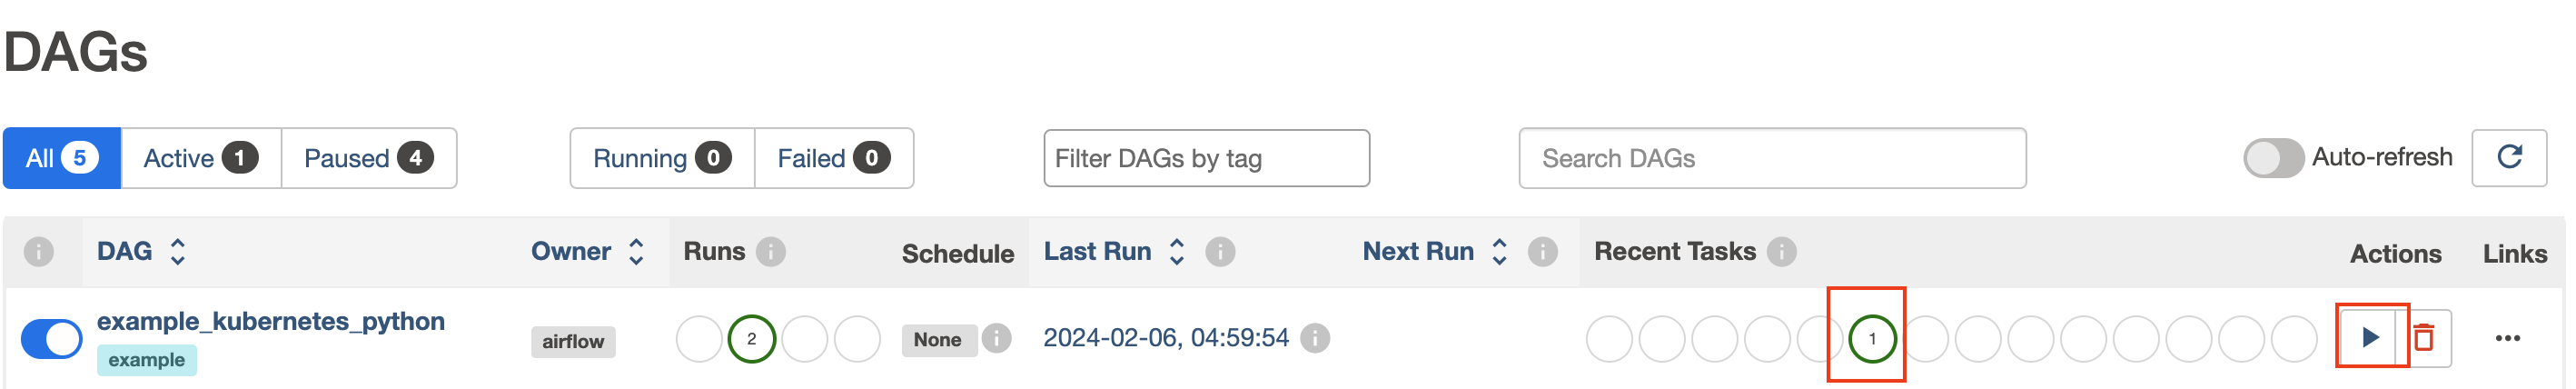 DAGs
All 5 Active 1 Paused 4 Running 0 Failed 0 Filter DAGs by tag Search DAGs Auto-refresh
DAG Owner Runs Schedule Last Run Next Run Recent Tasks Actions Links
example_kubernetes_python airflow 2 None 2024-02-06, 04:59:54 1
example